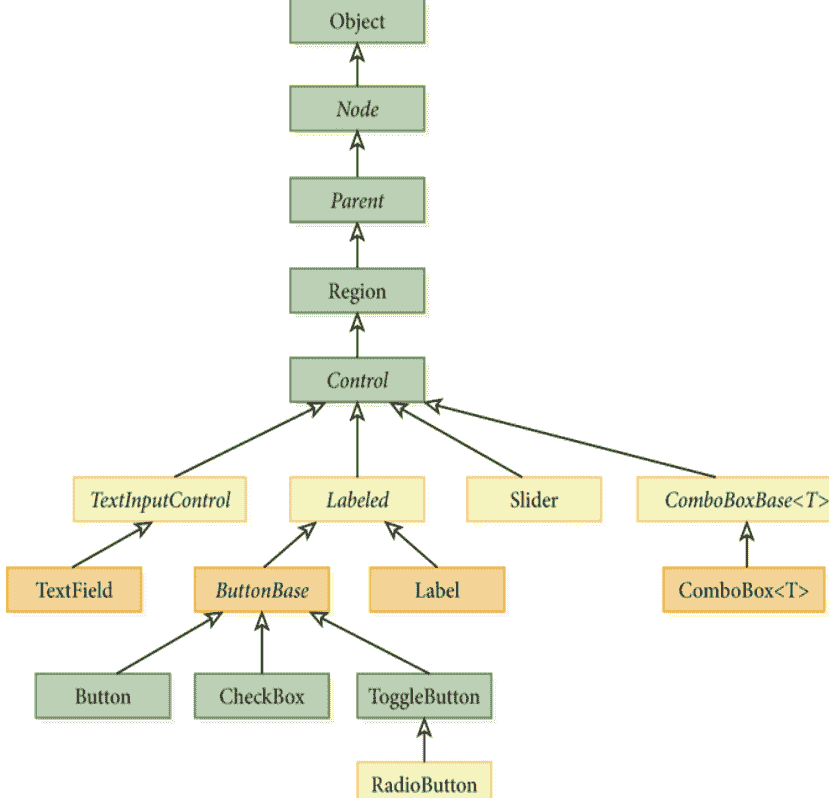 Object
Node
Parent
Region
Control
TextInputControl
Labeled
Slider
ComboBoxBase<T>
TextField
ButtonBase
Label
ComboBox<T>
Button
CheckBox
ToggleButton
RadioButton